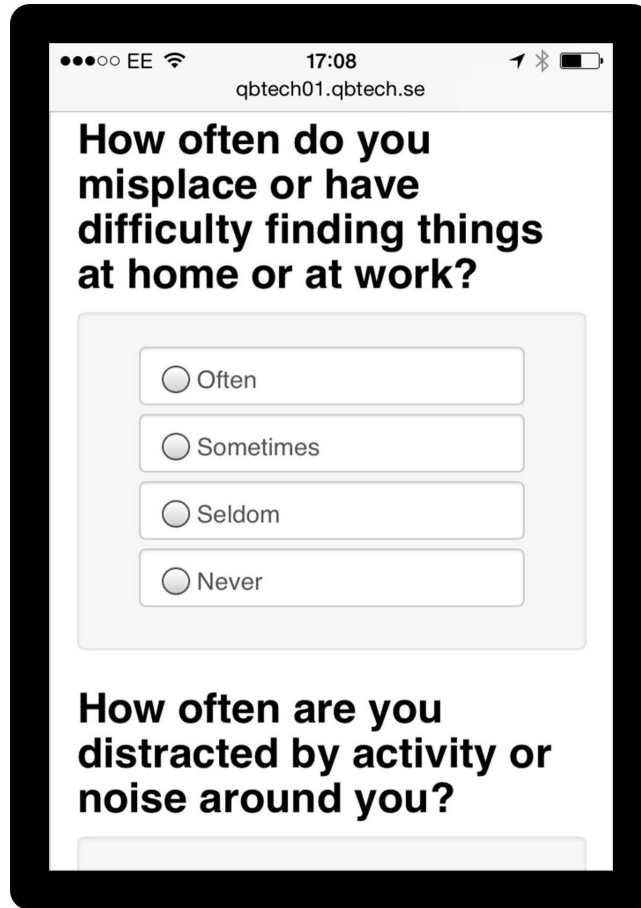 EE 17:08
qbtech01.qbtech.se
How often do you
misplace or have
difficulty finding things
at home or at work?
Often
Sometimes
Seldom
Never
How often are you
distracted by activity or
noise around you?